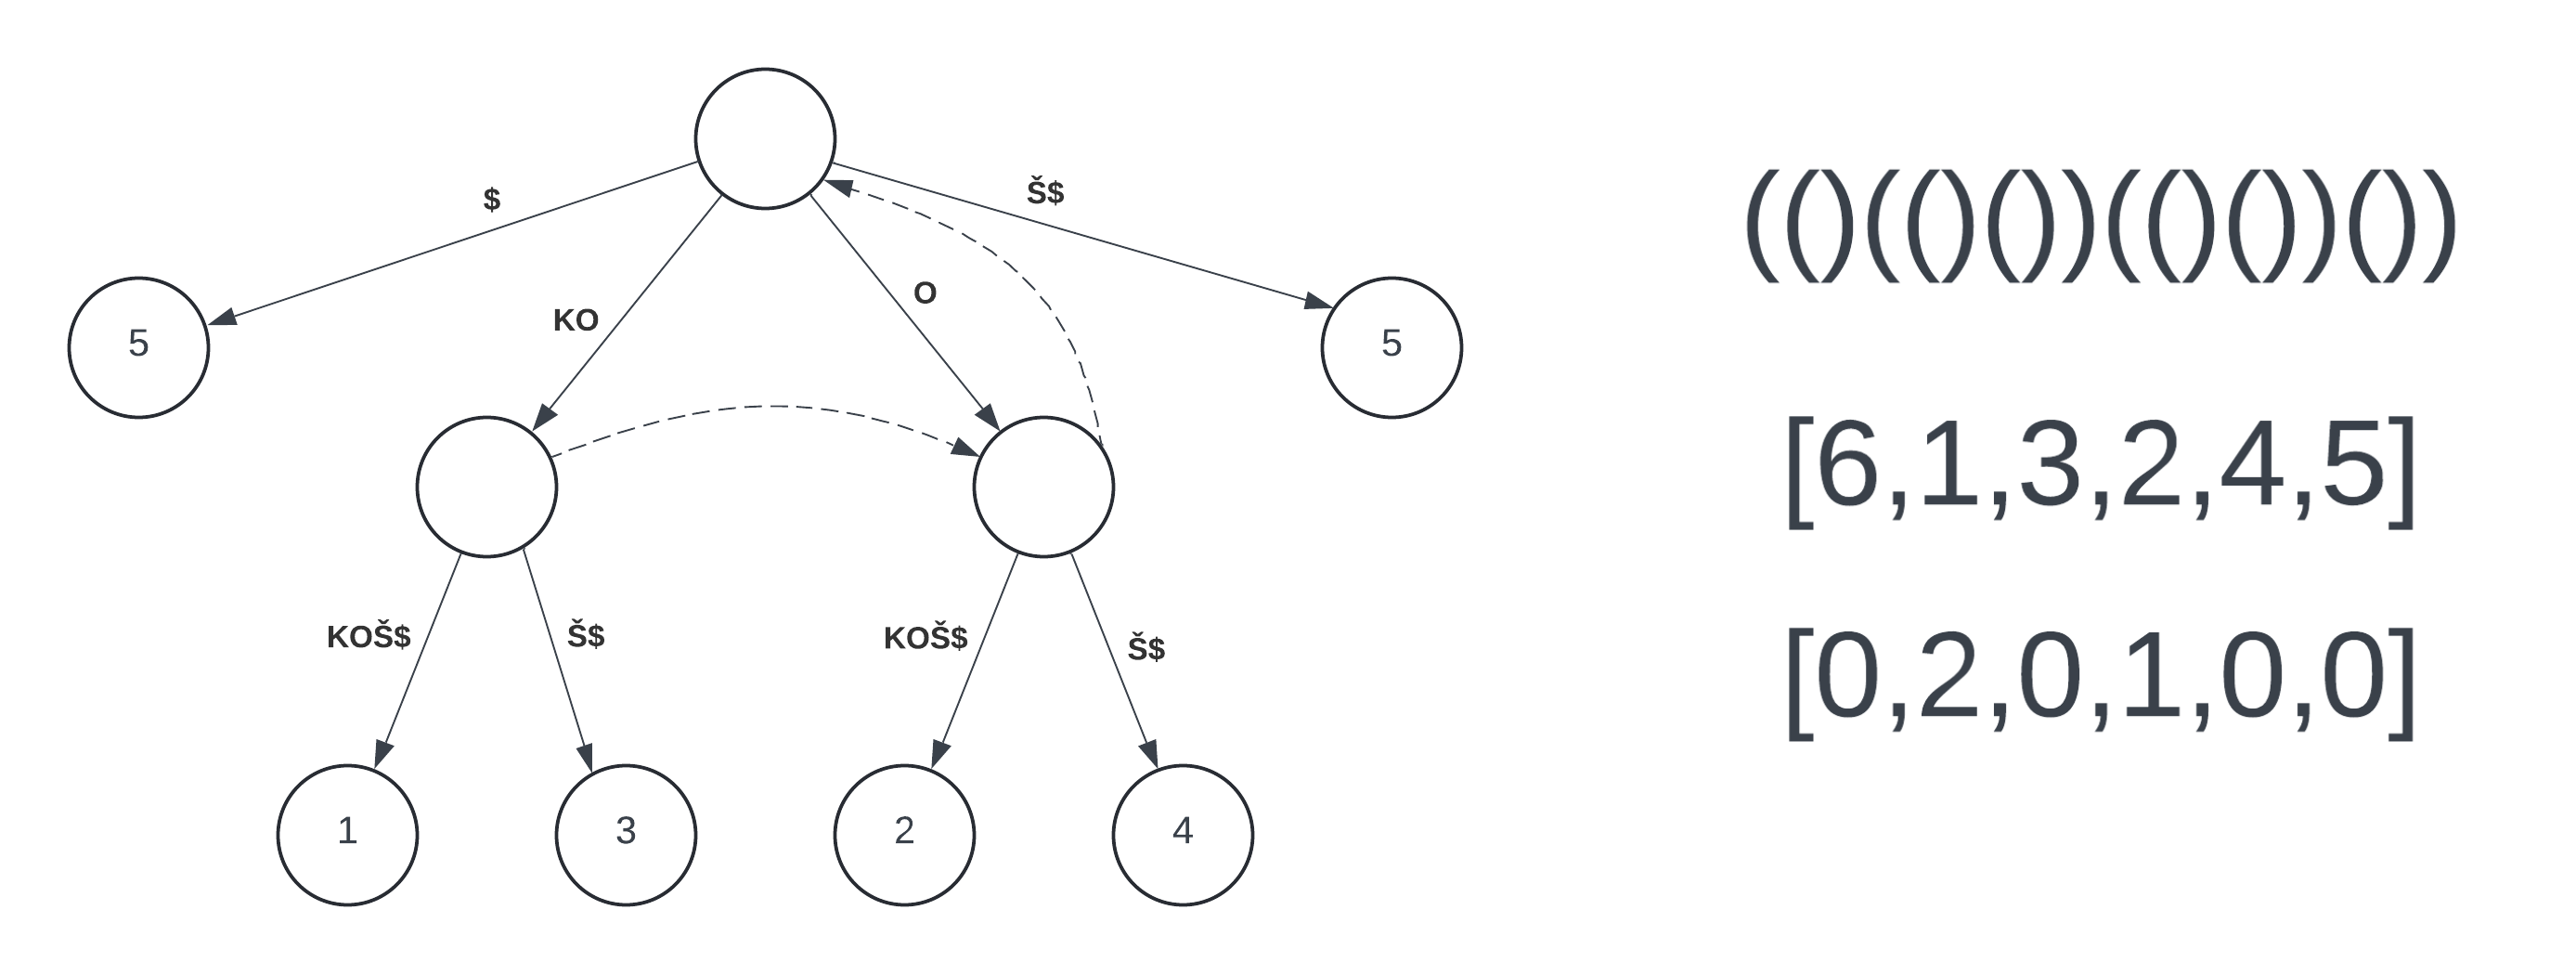 $
Š$
KO
O
5
5
KOŠ$
Š$
KOŠ$
Š$
1
3
2
4
(()(()())(()())())
[6,1,3,2,4,5]
[0,2,0,1,0,0]